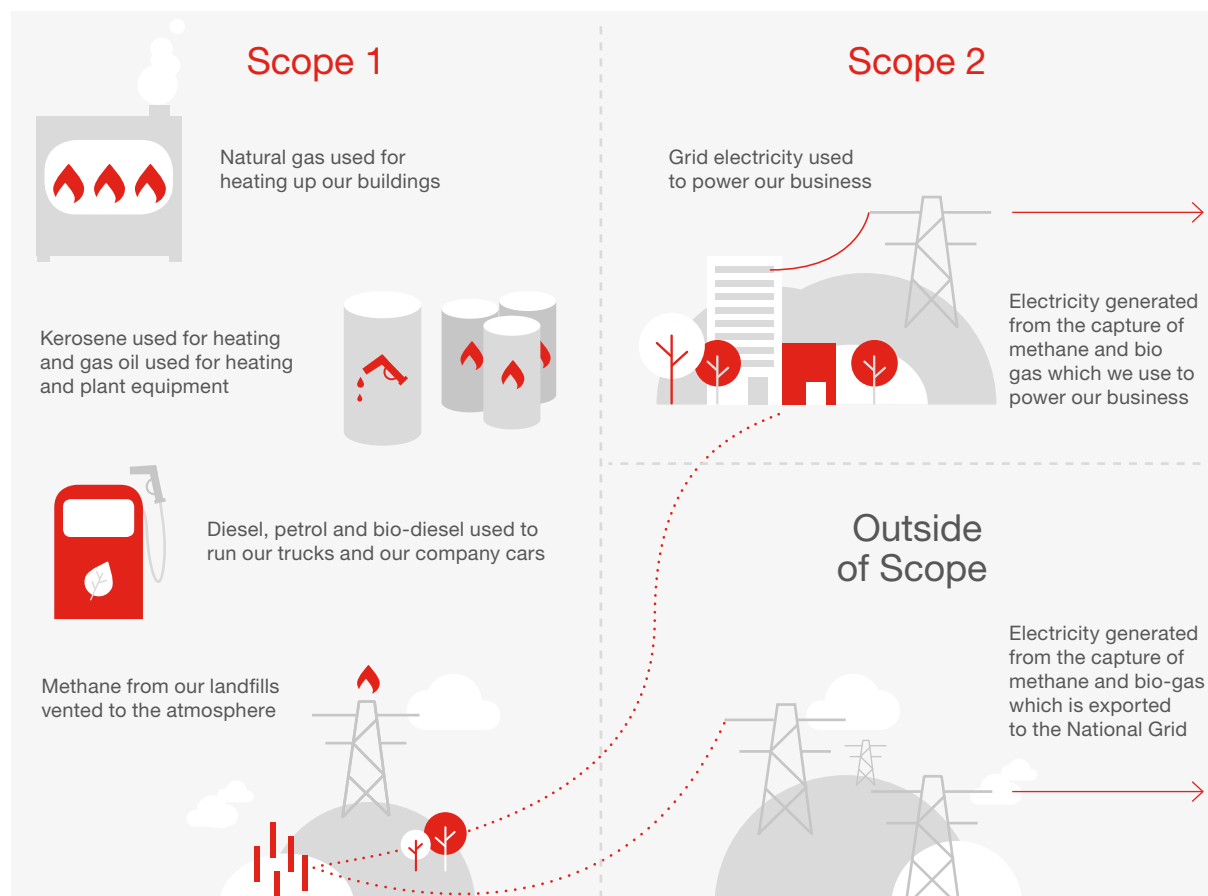 Scope 1
Natural gas used for
heating up our buildings
Kerosene used for heating
and gas oil used for heating
and plant equipment
Diesel, petrol and bio-diesel used to
run our trucks and our company cars
Methane from our landfills
vented to the atmosphere
Scope 2
Grid electricity used
to power our business
Electricity generated
from the capture of
methane and bio
gas which we use to
power our business
Outside
of Scope
Electricity generated
from the capture of
methane and bio-gas
which is exported
to the National Grid